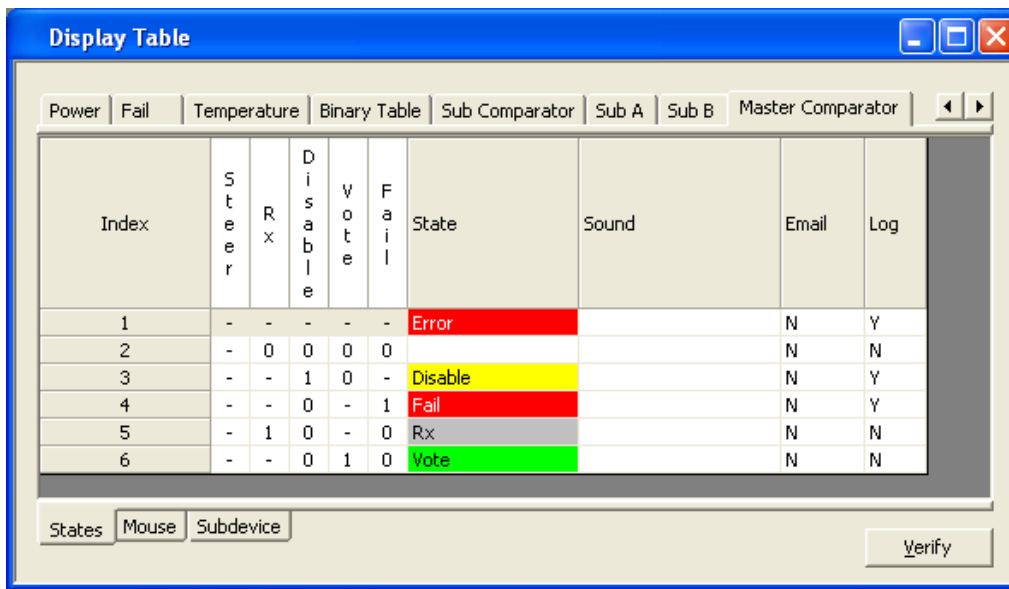 Display Table
Power Fail Temperature Binary Table Sub Comparator Sub A Sub B Master Comparator
Index Steer Rx Disable Vote Fail State Sound Email Log
1 - - - - - Error N Y
2 - 0 0 0 0 N N
3 - - 1 0 - Disable N Y
4 - - 0 - 1 Fail N Y
5 - 1 0 - 0 Rx N N
6 - - 0 1 0 Vote N N
States Mouse Subdevice
Verify